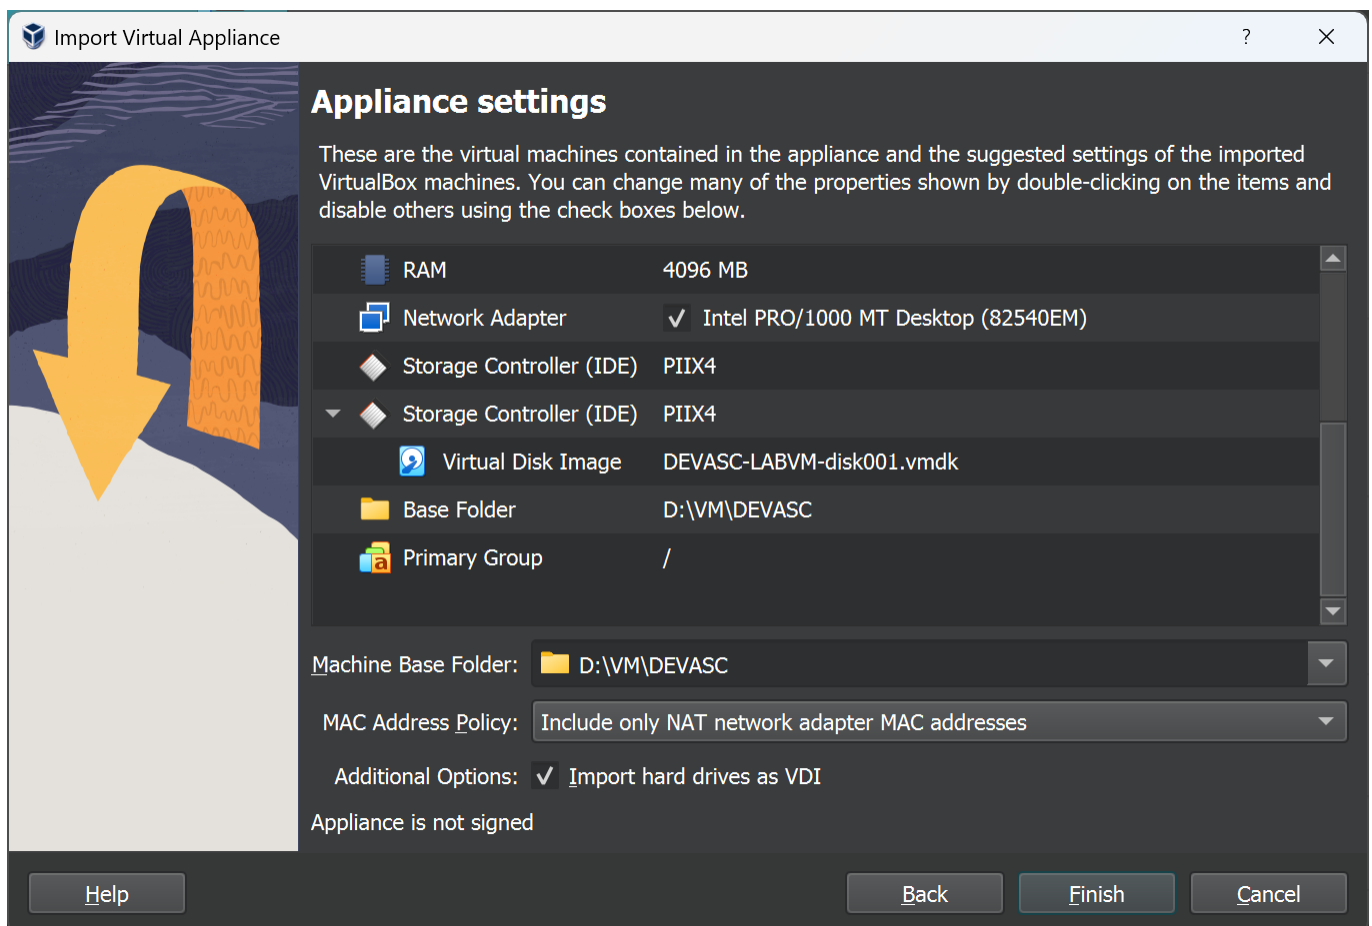 Import Virtual Appliance
?
Appliance settings
These are the virtual machines contained in the appliance and the suggested settings of the imported
VirtualBox machines. You can change many of the properties shown by double-clicking on the items and
disable others using the check boxes below.
RAM 4096 MB
Network Adapter Intel PRO/1000 MT Desktop (82540EM)
Storage Controller (IDE) PIIX4
Storage Controller (IDE) PIIX4
Virtual Disk Image DEVASC-LABVM-disk001.vmdk
Base Folder D:\VM\DEVASC
a Primary Group /
Machine Base Folder: D:\VM\DEVASC
MAC Address Policy: Include only NAT network adapter MAC addresses
Additional Options: Import hard drives as VDI
Appliance is not signed
Help Back Finish Cancel